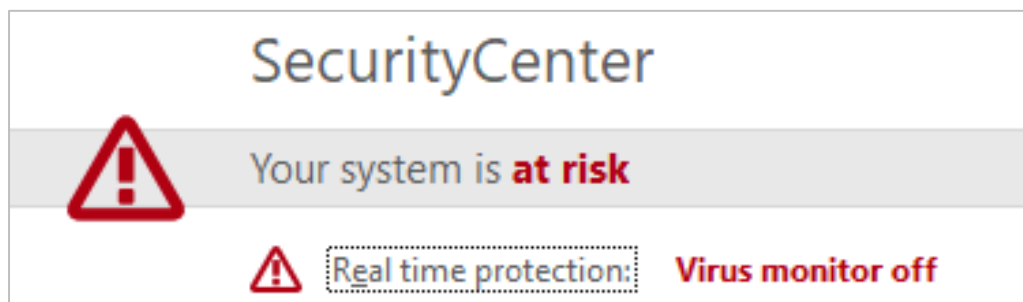 SecurityCenter
Your system is at risk
Real time protection: Virus monitor off